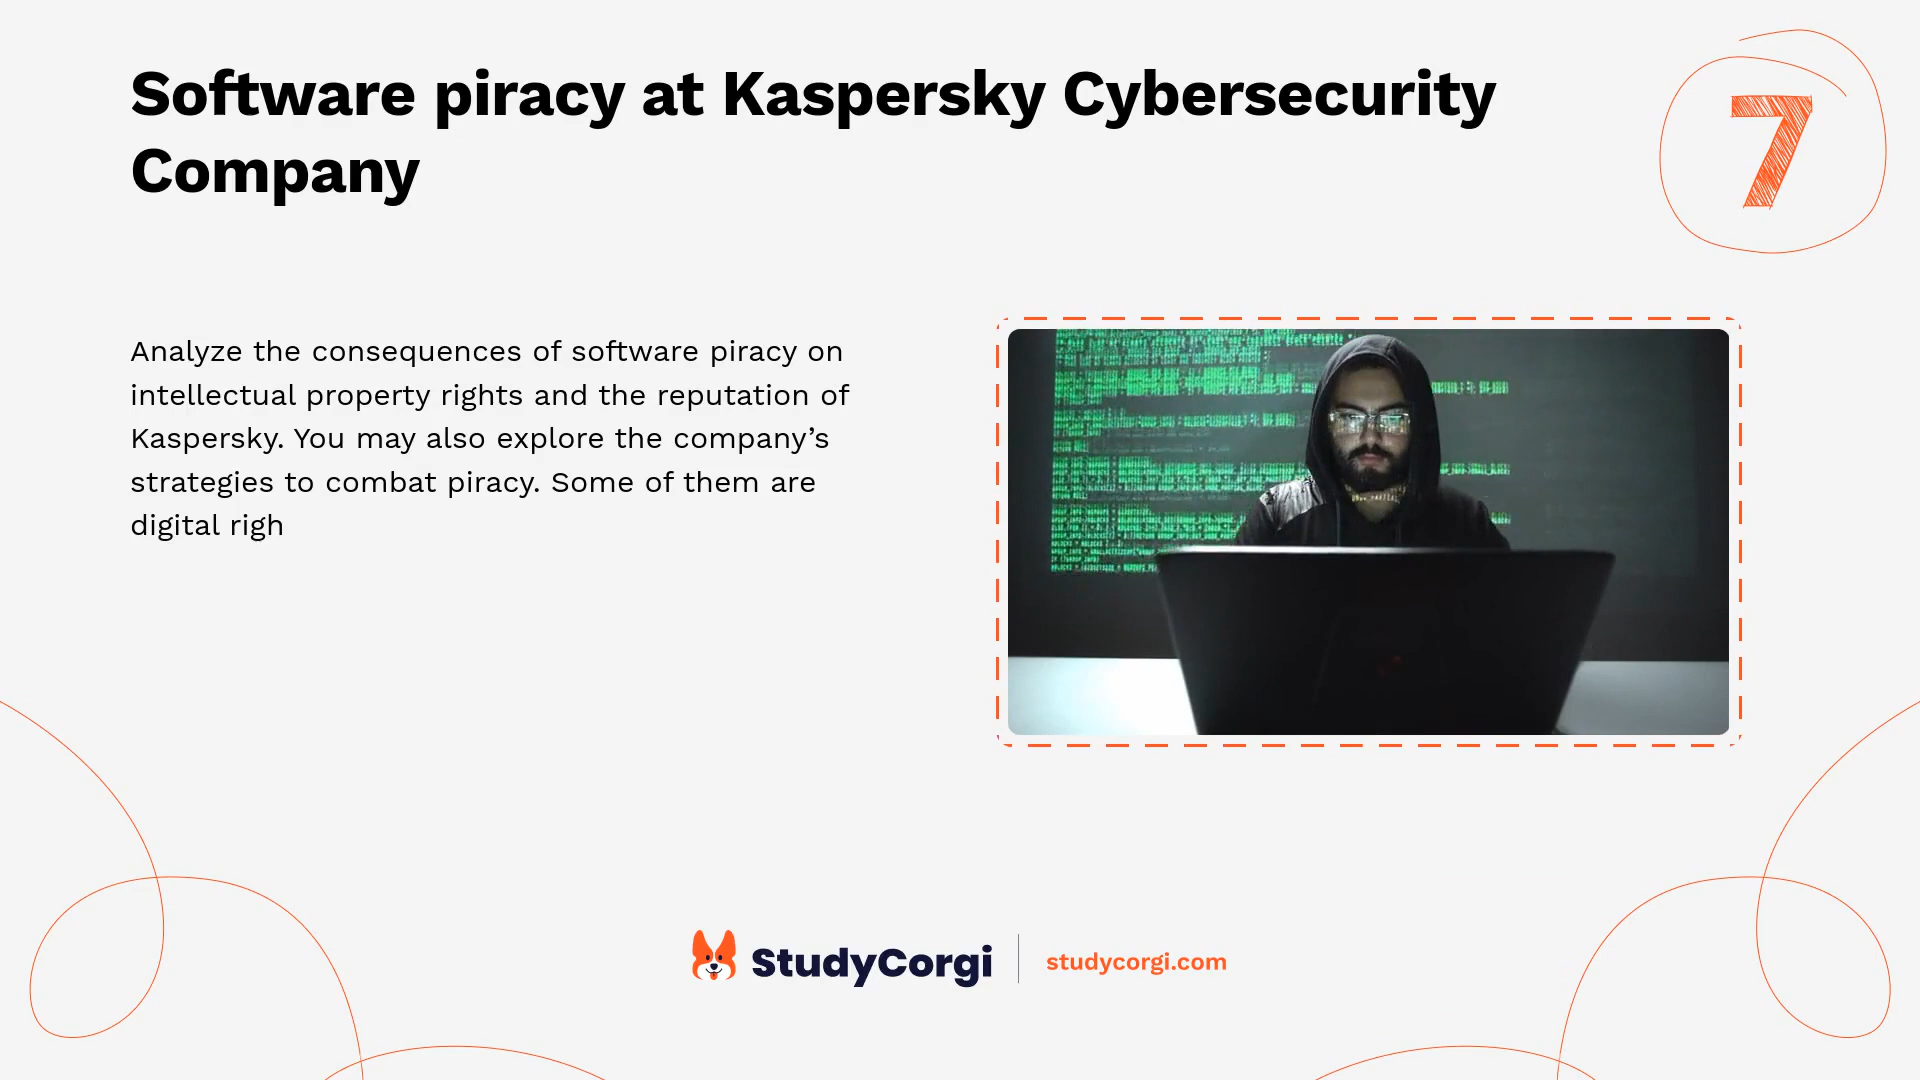 Software piracy at Kaspersky Cybersecurity
Company
7
Analyze the consequences of software piracy on
intellectual property rights and the reputation of
Kaspersky. You may also explore the company’s
strategies to combat piracy. Some of them are
digital righ
StudyCorgi
studycorgi.com